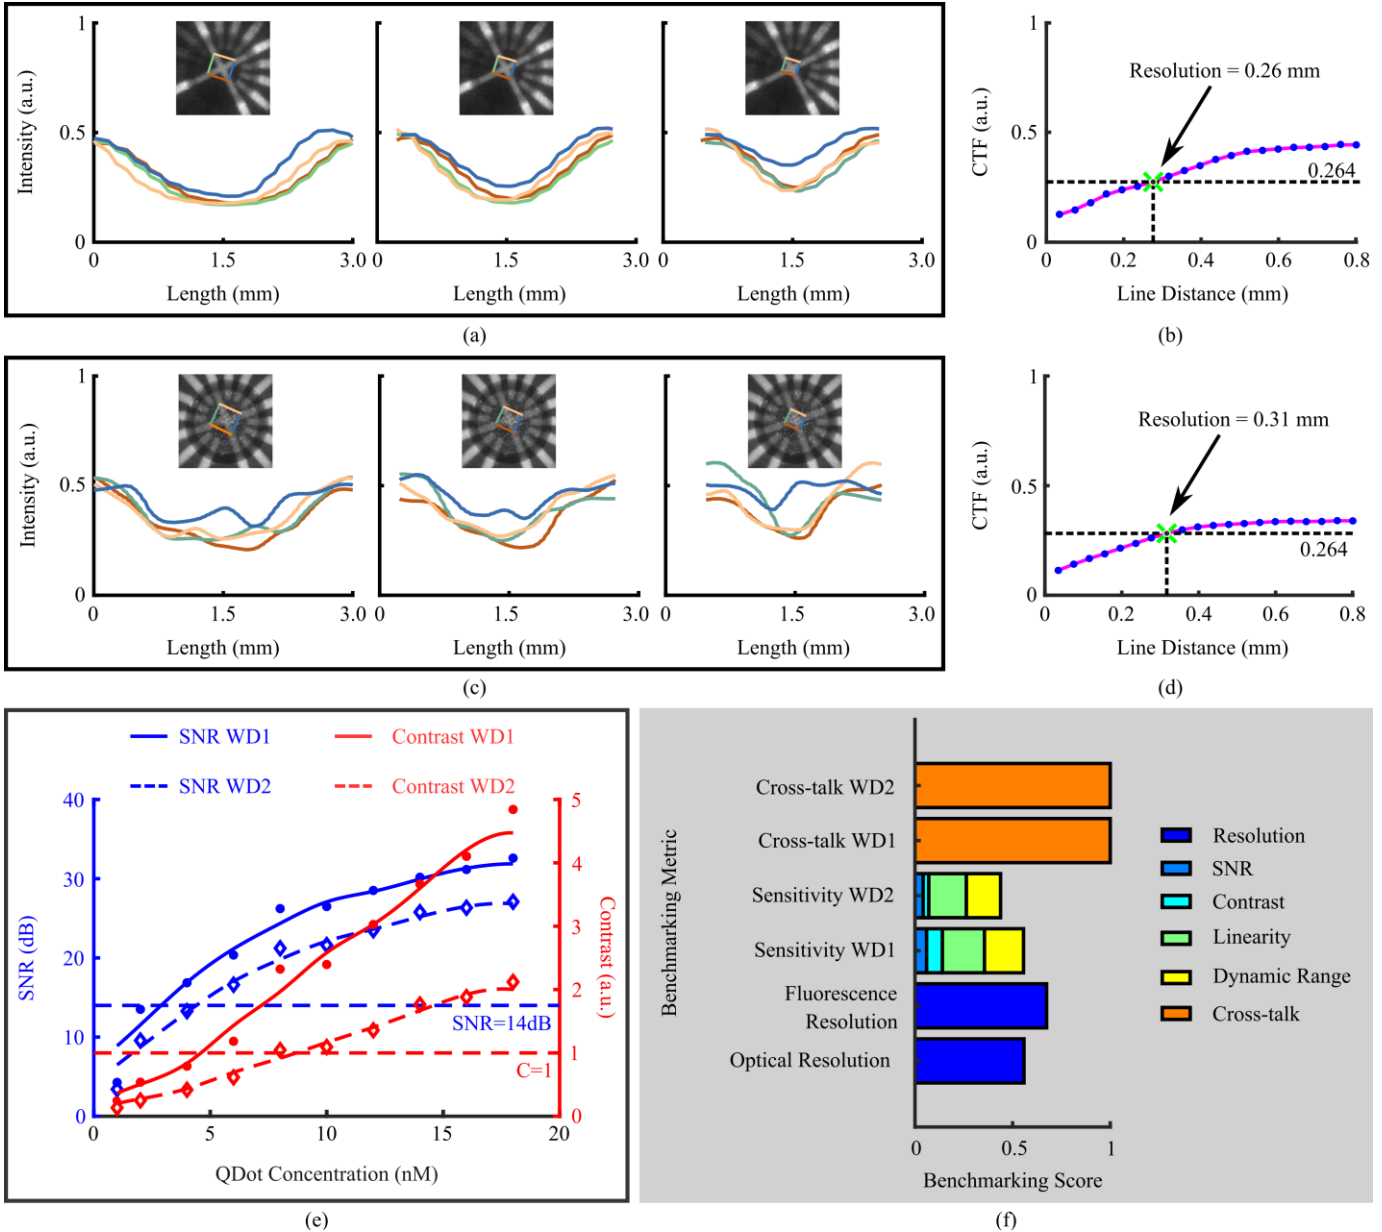 1
0.5
0
Intensity (a.u.)
0 1.5 3.0 0 1.5 3.0 0 1.5 3.0
Length (mm) Length (mm) Length (mm)
(a)
1
0.5
0
CTF (a.u.)
Resolution = 0.26 mm
0.264
0 0.2 0.4 0.6 0.8
Line Distance (mm)
(b)
1
0.5
0
Intensity (a.u.)
0 1.5 3.0 0 1.5 3.0 0 1.5 3.0
Length (mm) Length (mm) Length (mm)
(c)
1
0.5
0
CTF (a.u.)
Resolution = 0.31 mm
0.264
0 0.2 0.4 0.6 0.8
Line Distance (mm)
(d)
SNR WD1 Contrast WD1
SNR WD2 Contrast WD2
40
30
20
10
0
SNR (dB)
5
4
3
2
1
0
Contrast (a.u.)
SNR=14dB
C=1
0 5 10 15 20
QDot Concentration (nM)
(e)
Benchmarking Metric
Cross-talk WD2
Cross-talk WD1
Sensitivity WD2
Sensitivity WD1
Fluorescence
Resolution
Optical Resolution
0 0.5 1
Benchmarking Score
Resolution
SNR
Contrast
Linearity
Dynamic Range
Cross-talk
(f)